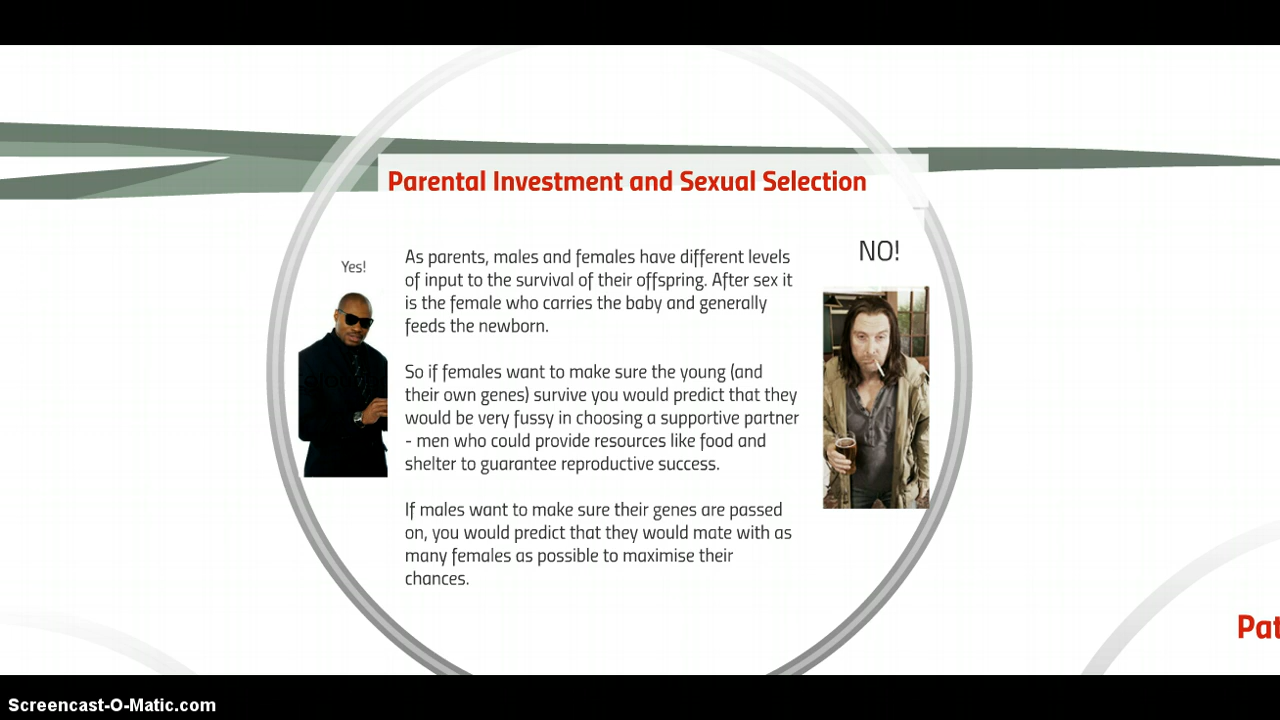 Parental Investment and Sexual Selection
NO!
Yes!
As parents, males and females have different levels
of input to the survival of their offspring. After sex it
is the female who carries the baby and generally
feeds the newborn.
So if females want to make sure the young (and
their own genes) survive you would predict that they
would be very fussy in choosing a supportive partner
- men who could provide resources like food and
shelter to guarantee reproductive success.
If males want to make sure their genes are passed
on, you would predict that they would mate with as
many females as possible to maximise their
chances.
Pat
Screencast-O-Matic.com